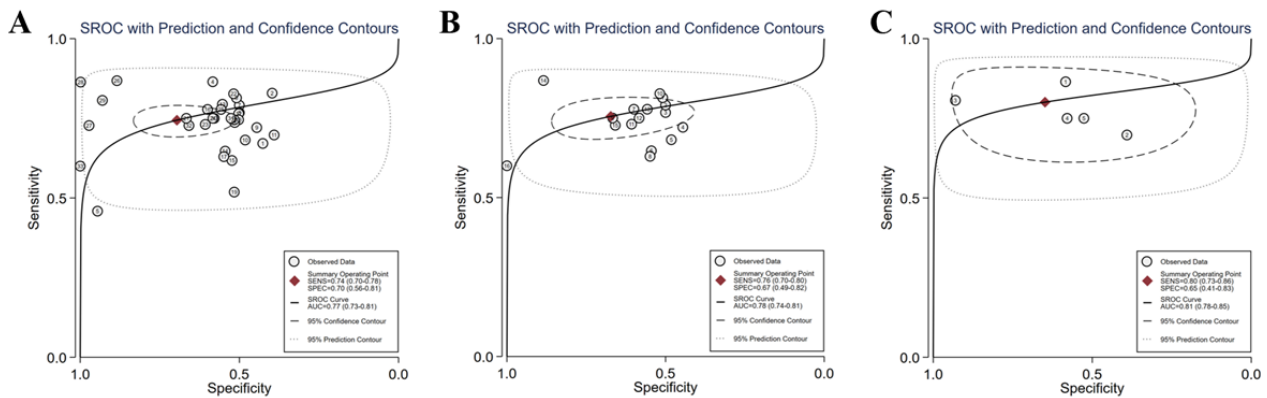 A
SROC with Prediction and Confidence Contours
1.0
0.5
0.0
Sensitivity
1.0
0.5
0.0
Specificity
Observed Data
Summary Operating Point
SENS=0.74 (0.70-0.78)
SPEC=0.70 (0.56-0.81)
SROC Curve
AUC=0.77 (0.73-0.81)
95% Confidence Contour
95% Prediction Contour
B
SROC with Prediction and Confidence Contours
1.0
0.5
0.0
Sensitivity
1.0
0.5
0.0
Specificity
Observed Data
Summary Operating Point
SENS=0.76 (0.70-0.80)
SPEC=0.67 (0.49-0.82)
SROC Curve
AUC=0.78 (0.74-0.81)
95% Confidence Contour
95% Prediction Contour
C
SROC with Prediction and Confidence Contours
1.0
0.5
0.0
Sensitivity
1.0
0.5
0.0
Specificity
Observed Data
Summary Operating Point
SENS=0.80 (0.73-0.86)
SPEC=0.65 (0.41-0.83)
SROC Curve
AUC=0.81 (0.78-0.85)
95% Confidence Contour
95% Prediction Contour